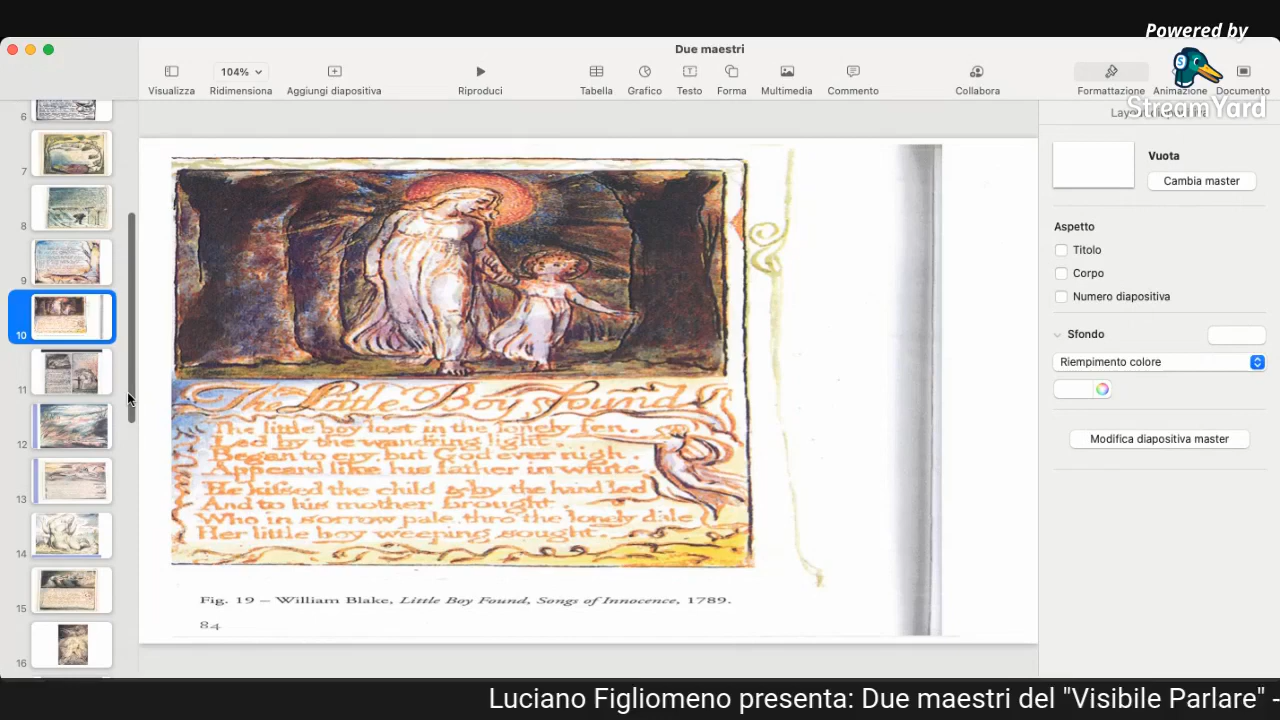 Powered by
StreamYard
Due maestri
104%
Visualizza
Ridimensiona
Aggiungi diapositiva
Riproduci
Tabella
Grafico
Testo
Forma
Multimedia
Commento
Collabora
Formattazione
Animazione
Documento
6
7
8
9
10
11
12
13
14
15
16
The Little Boy found
The little boy lost in the lonely fen,
Led by the wand'ring light,
Began to cry, but God ever nigh,
Appeard like his father in white.
He kissed the child & by the hand led
And to his mother brought,
Who in sorrow pale, thro the lonely dale
Her little boy weeping sought.
Fig. 19 – William Blake, Little Boy Found, Songs of Innocence, 1789.
84
Vuota
Cambia master
Aspetto
Titolo
Corpo
Numero diapositiva
Sfondo
Riempimento colore
Modifica diapositiva master
Luciano Figliomeno presenta: Due maestri del "Visibile Parlare" -